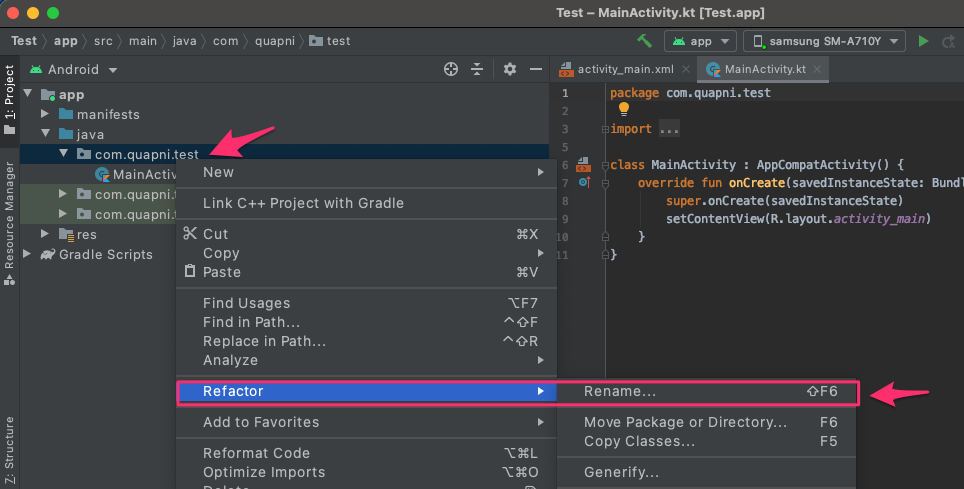 Test – MainActivity.kt [Test.app]
Test › app › src › main › java › com › quapni › test
app
samsung SM-A710Y
1: Project
Resource Manager
Z: Structure
Android
app
manifests
java
com.quapni.test
MainActiv
com.quapni.
com.quapni.
res
Gradle Scripts
New
Link C++ Project with Gradle
Cut ⌘X
Copy
Paste ⌘V
Find Usages ⌥F7
Find in Path... ^⇧F
Replace in Path... ^⇧R
Analyze
Refactor
Add to Favorites
Reformat Code ⌥⌘L
Optimize Imports ⌥⌘O
Rename... ⇧F6
Move Package or Directory... F6
Copy Classes... F5
Generify...
activity_main.xml
MainActivity.kt
1 package com.quapni.test
2
3 import ...
5
6 class MainActivity : AppCompatActivity() {
7 override fun onCreate(savedInstanceState: Bundl
8 super.onCreate(savedInstanceState)
9 setContentView(R.layout.activity_main)
10 }
11 }